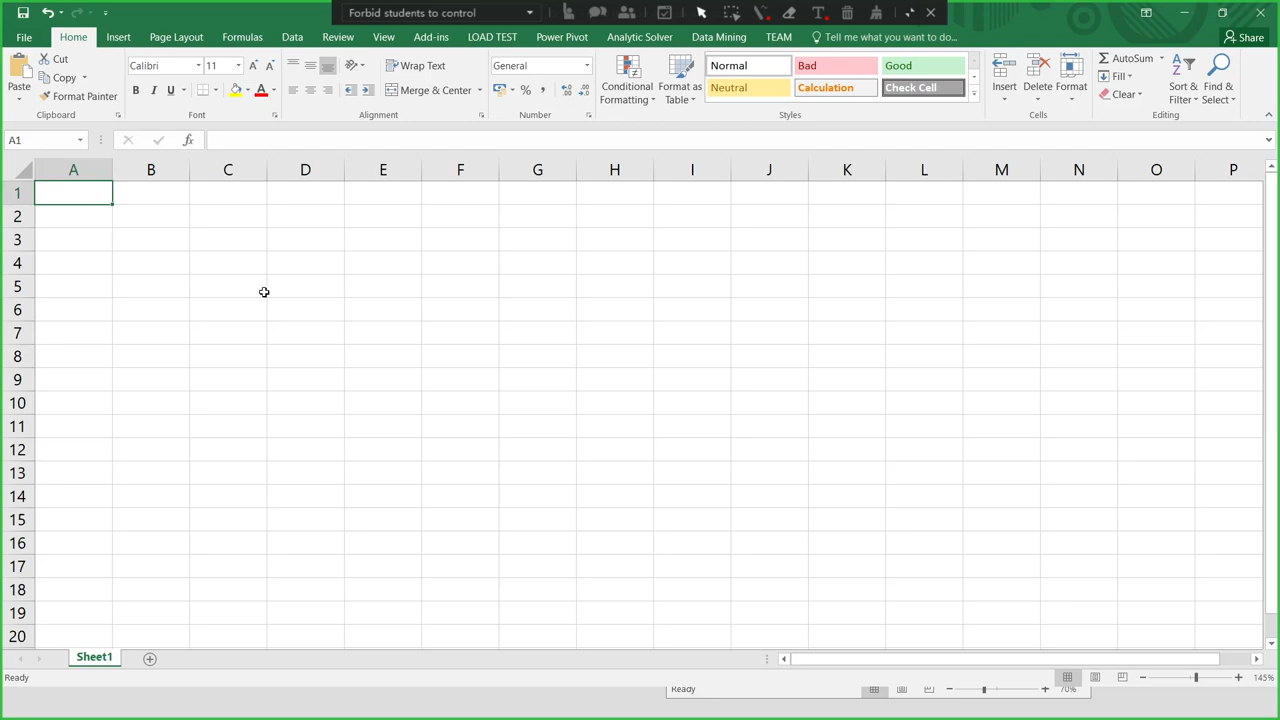 Forbid students to control
File Home Insert Page Layout Formulas Data Review View Add-ins LOAD TEST Power Pivot Analytic Solver Data Mining TEAM Tell me what you want to do... Share
Paste
Cut
Copy
Format Painter
Clipboard
Calibri 11
B I U
Font
Wrap Text
Merge & Center
Alignment
General
%
Number
Conditional Formatting
Format as Table
Normal Bad Good
Neutral Calculation Check Cell
Styles
Insert Delete Format
Cells
AutoSum
Fill
Clear
Sort & Filter
Find & Select
Editing
A1 fx
A B C D E F G H I J K L M N O P
1
2
3
4
5
6
7
8
9
10
11
12
13
14
15
16
17
18
19
20
Sheet1
Ready 145%
Ready 70%